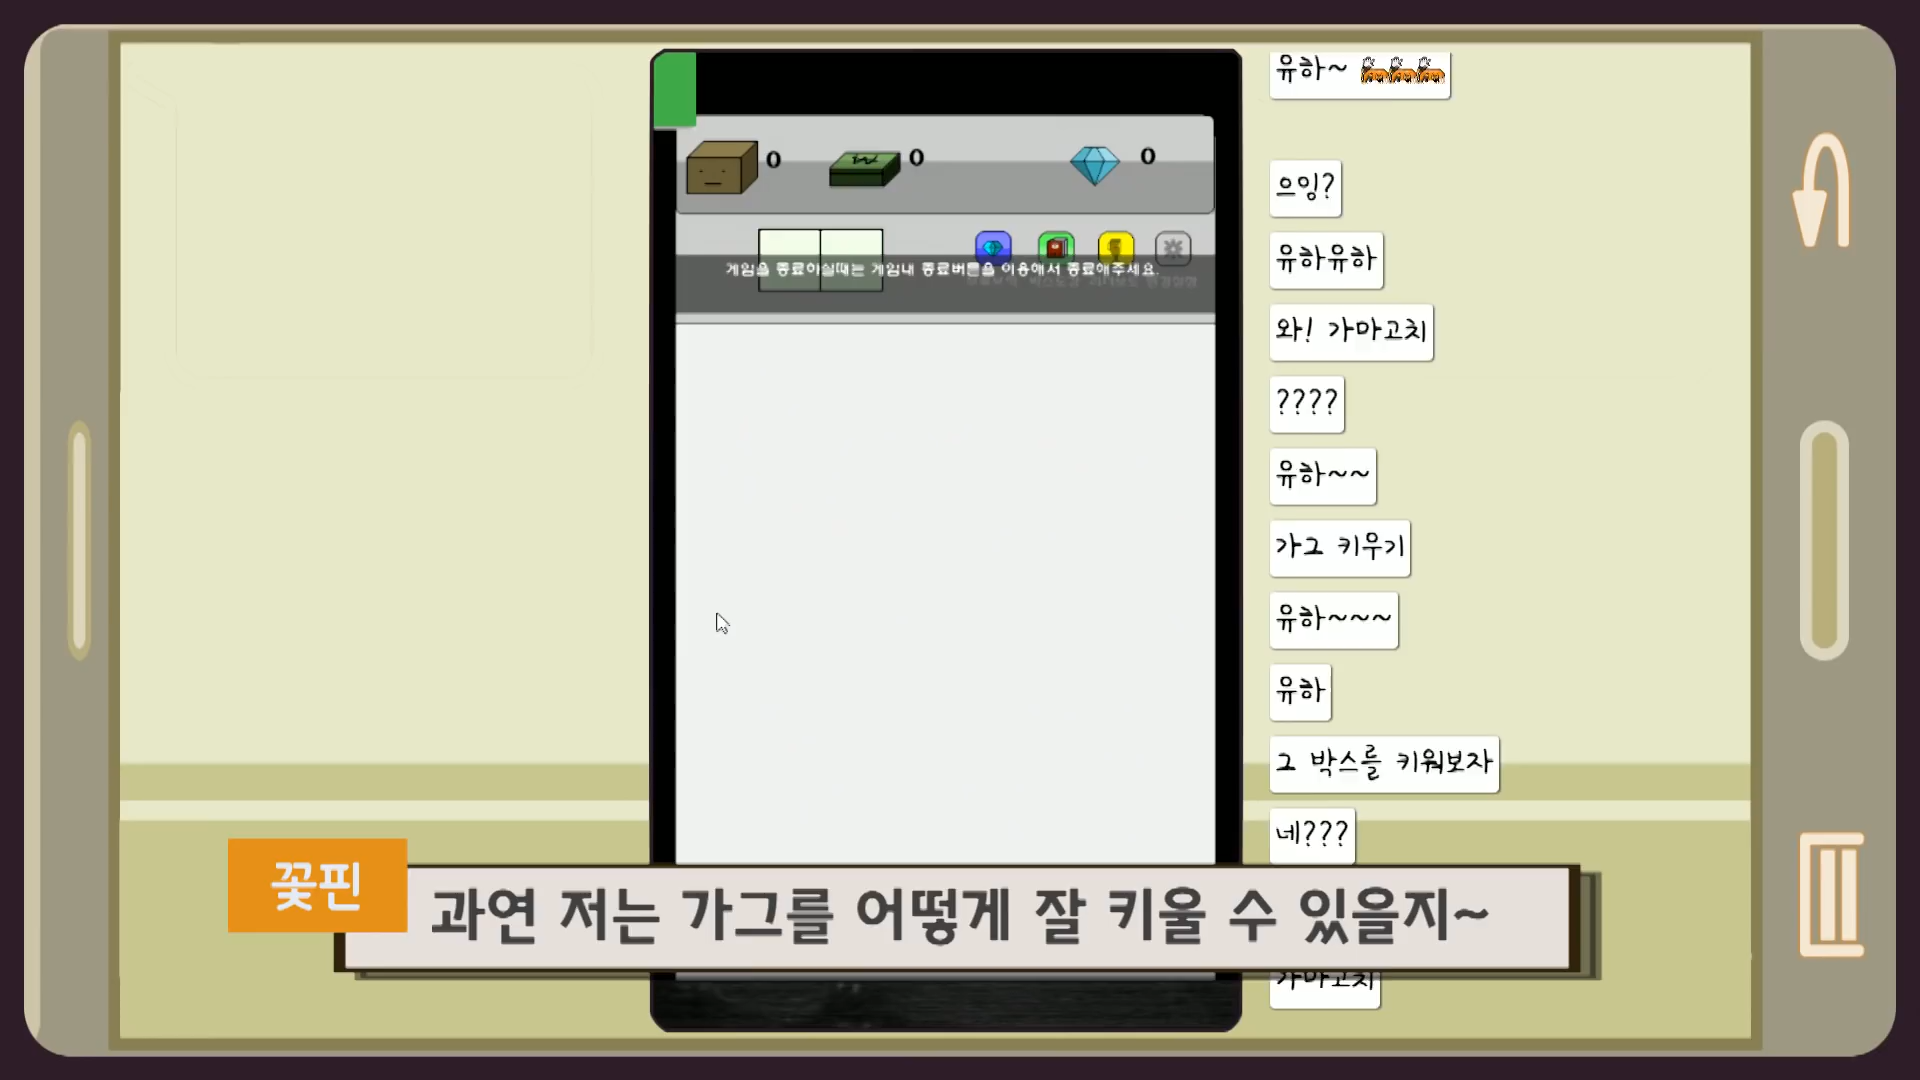 유하~
0 0 0
으잉?
유하유하
게임을 종료하실때는 게임내 종료버튼을 이용해서 종료해주세요.
와! 가마고치
????
유하~~
가그 키우기
유하~~~
유하
그 박스를 키워보자
네???
꽃핀
과연 저는 가그를 어떻게 잘 키울 수 있을지~
가마고치